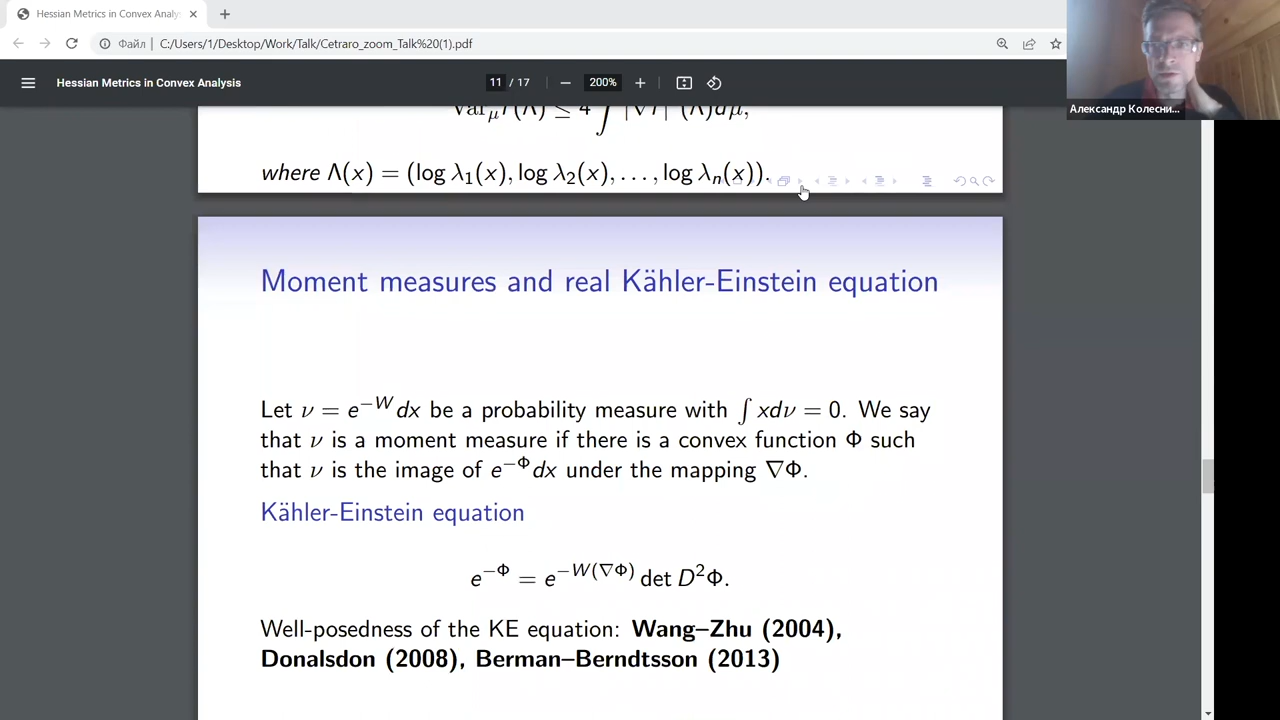 Hessian Metrics in Convex Analy
Файл
C:/Users/1/Desktop/Work/Talk/Cetraro_zoom_Talk%20(1).pdf
Hessian Metrics in Convex Analysis
11 / 17
200%
Александр Колесни...
where Λ(x) = (log λ₁(x), log λ₂(x), . . . , log λₙ(x)).
Moment measures and real Kähler-Einstein equation
Let ν = e^{−W}dx be a probability measure with ∫ xdν = 0. We say
that ν is a moment measure if there is a convex function Φ such
that ν is the image of e^{−Φ}dx under the mapping ∇Φ.
Kähler-Einstein equation
e^{−Φ} = e^{−W(∇Φ)} det D²Φ.
Well-posedness of the KE equation: Wang–Zhu (2004),
Donalsdon (2008), Berman–Berndtsson (2013)